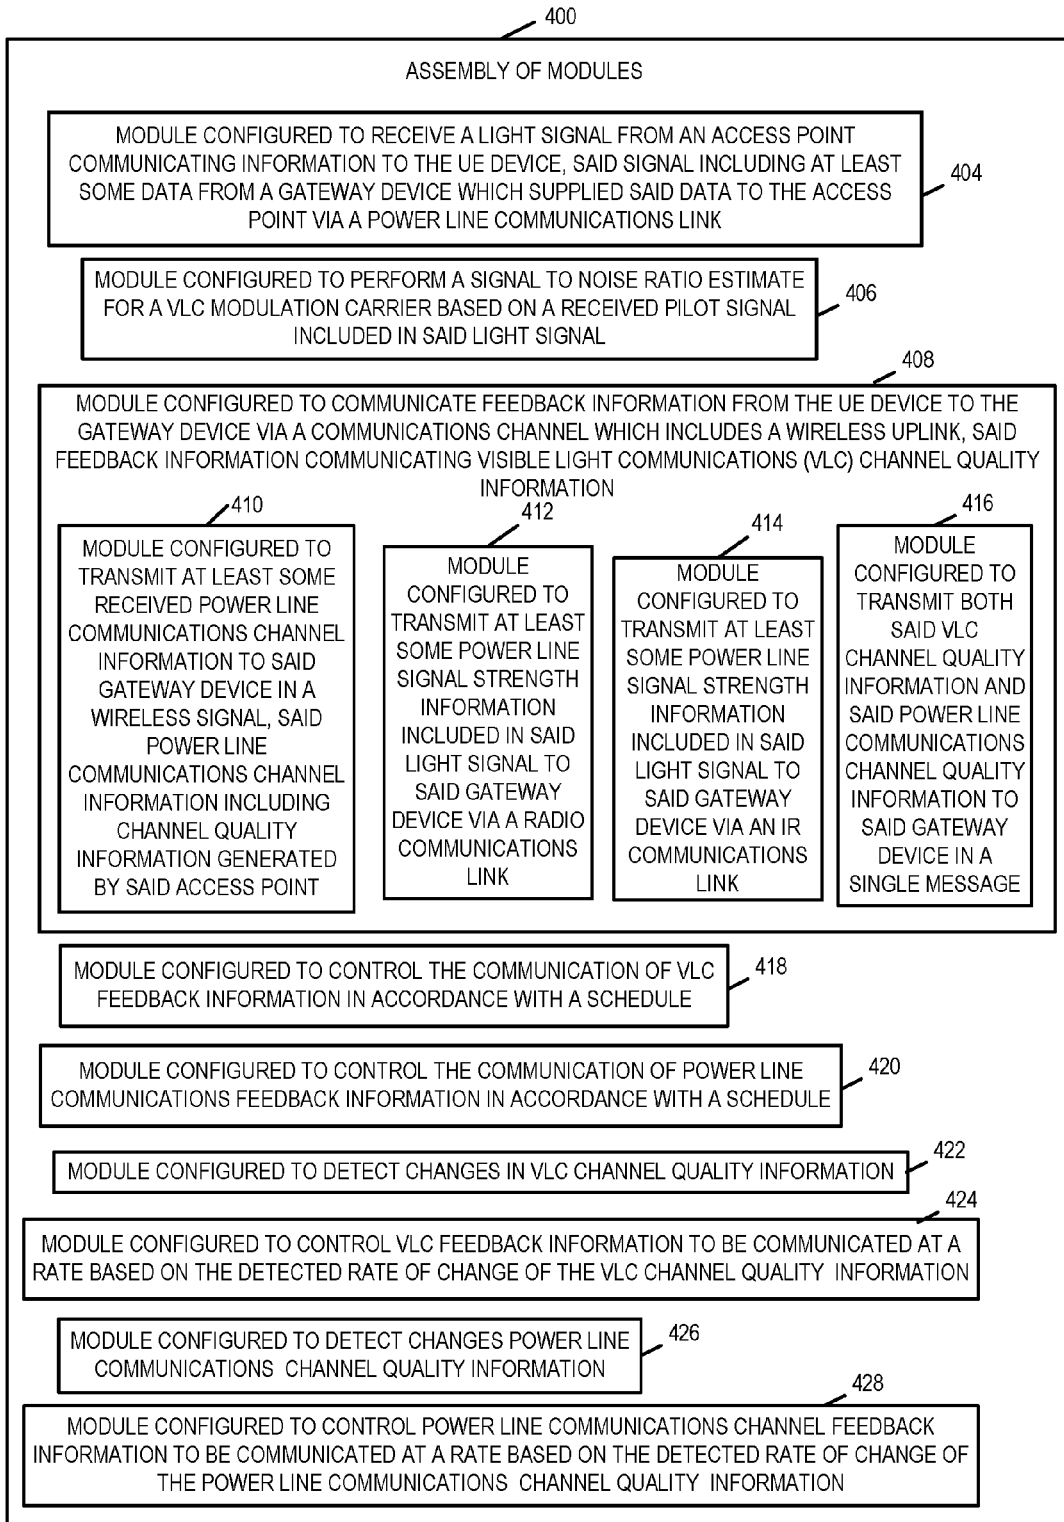 400
ASSEMBLY OF MODULES
MODULE CONFIGURED TO RECEIVE A LIGHT SIGNAL FROM AN ACCESS POINT
COMMUNICATING INFORMATION TO THE UE DEVICE, SAID SIGNAL INCLUDING AT LEAST
SOME DATA FROM A GATEWAY DEVICE WHICH SUPPLIED SAID DATA TO THE ACCESS
POINT VIA A POWER LINE COMMUNICATIONS LINK
404
MODULE CONFIGURED TO PERFORM A SIGNAL TO NOISE RATIO ESTIMATE
FOR A VLC MODULATION CARRIER BASED ON A RECEIVED PILOT SIGNAL
INCLUDED IN SAID LIGHT SIGNAL
406
408
MODULE CONFIGURED TO COMMUNICATE FEEDBACK INFORMATION FROM THE UE DEVICE TO THE
GATEWAY DEVICE VIA A COMMUNICATIONS CHANNEL WHICH INCLUDES A WIRELESS UPLINK, SAID
FEEDBACK INFORMATION COMMUNICATING VISIBLE LIGHT COMMUNICATIONS (VLC) CHANNEL QUALITY
INFORMATION
410
MODULE CONFIGURED TO
TRANSMIT AT LEAST SOME
RECEIVED POWER LINE
COMMUNICATIONS CHANNEL
INFORMATION TO SAID
GATEWAY DEVICE IN A
WIRELESS SIGNAL, SAID
POWER LINE
COMMUNICATIONS CHANNEL
INFORMATION INCLUDING
CHANNEL QUALITY
INFORMATION GENERATED
BY SAID ACCESS POINT
412
MODULE
CONFIGURED TO
TRANSMIT AT LEAST
SOME POWER LINE
SIGNAL STRENGTH
INFORMATION
INCLUDED IN SAID
LIGHT SIGNAL TO
SAID GATEWAY
DEVICE VIA A RADIO
COMMUNICATIONS
LINK
414
MODULE
CONFIGURED TO
TRANSMIT AT LEAST
SOME POWER LINE
SIGNAL STRENGTH
INFORMATION
INCLUDED IN SAID
LIGHT SIGNAL TO
SAID GATEWAY
DEVICE VIA AN IR
COMMUNICATIONS
LINK
416
MODULE
CONFIGURED TO
TRANSMIT BOTH
SAID VLC
CHANNEL QUALITY
INFORMATION AND
SAID POWER LINE
COMMUNICATIONS
CHANNEL QUALITY
INFORMATION TO
SAID GATEWAY
DEVICE IN A
SINGLE MESSAGE
MODULE CONFIGURED TO CONTROL THE COMMUNICATION OF VLC
FEEDBACK INFORMATION IN ACCORDANCE WITH A SCHEDULE
418
MODULE CONFIGURED TO CONTROL THE COMMUNICATION OF POWER LINE
COMMUNICATIONS FEEDBACK INFORMATION IN ACCORDANCE WITH A SCHEDULE
420
MODULE CONFIGURED TO DETECT CHANGES IN VLC CHANNEL QUALITY INFORMATION
422
424
MODULE CONFIGURED TO CONTROL VLC FEEDBACK INFORMATION TO BE COMMUNICATED AT A
RATE BASED ON THE DETECTED RATE OF CHANGE OF THE VLC CHANNEL QUALITY INFORMATION
MODULE CONFIGURED TO DETECT CHANGES POWER LINE
COMMUNICATIONS CHANNEL QUALITY INFORMATION
426
428
MODULE CONFIGURED TO CONTROL POWER LINE COMMUNICATIONS CHANNEL FEEDBACK
INFORMATION TO BE COMMUNICATED AT A RATE BASED ON THE DETECTED RATE OF CHANGE OF
THE POWER LINE COMMUNICATIONS CHANNEL QUALITY INFORMATION